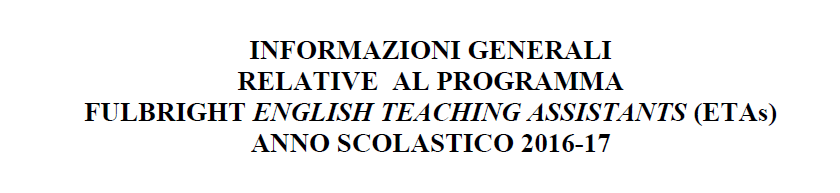 INFORMAZIONI GENERALI
RELATIVE AL PROGRAMMA
FULBRIGHT ENGLISH TEACHING ASSISTANTS (ETAs)
ANNO SCOLASTICO 2016-17